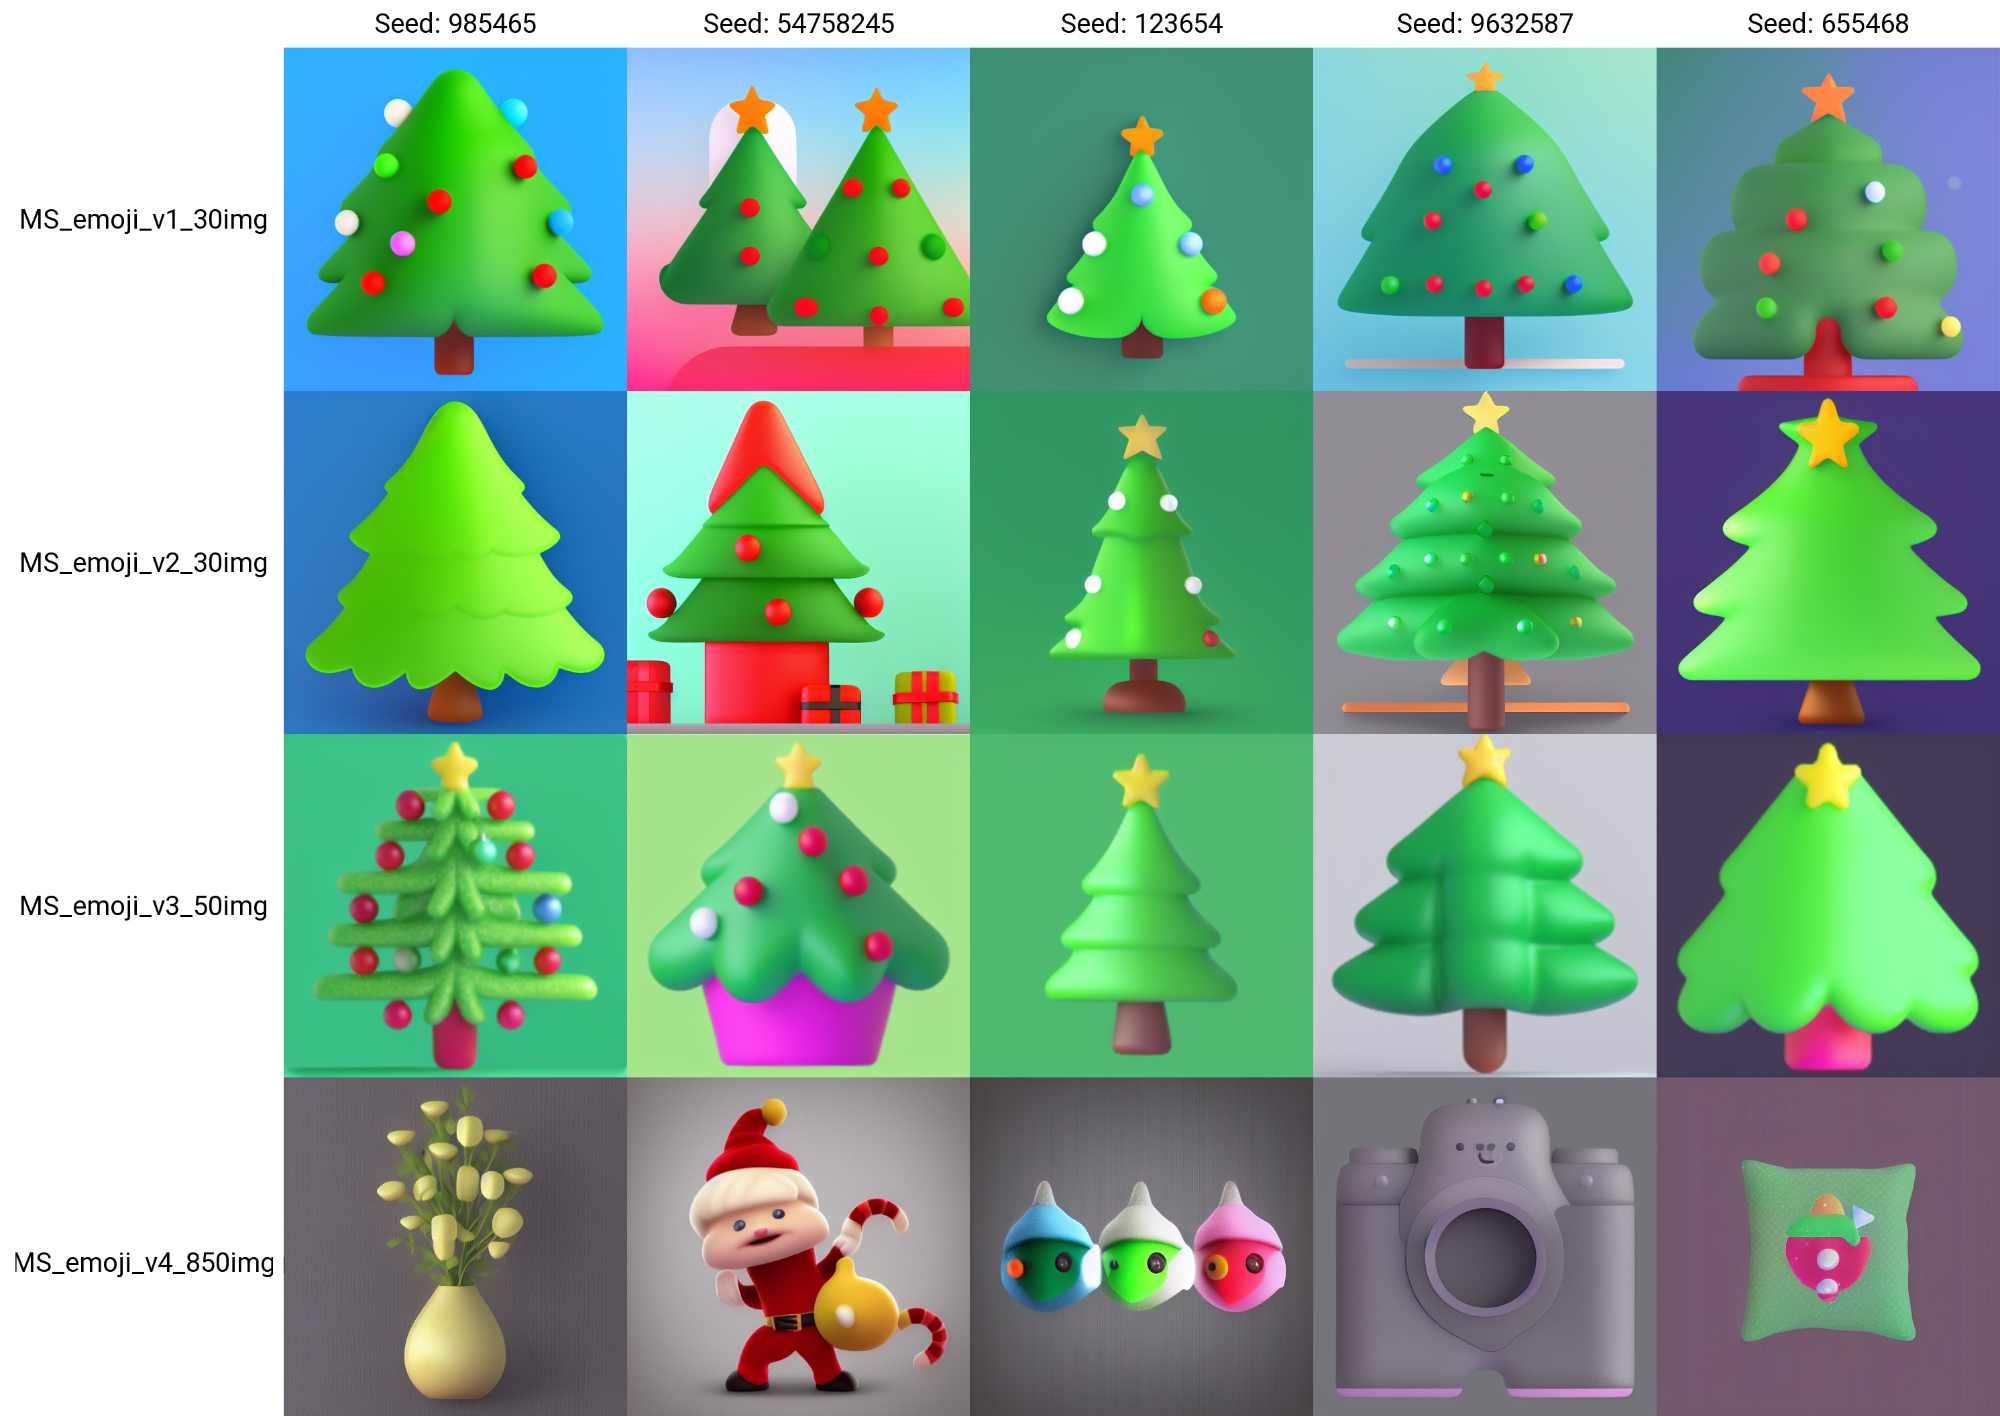 Seed: 985465 Seed: 54758245 Seed: 123654 Seed: 9632587 Seed: 655468
MS_emoji_v1_30img
MS_emoji_v2_30img
MS_emoji_v3_50img
MS_emoji_v4_850img